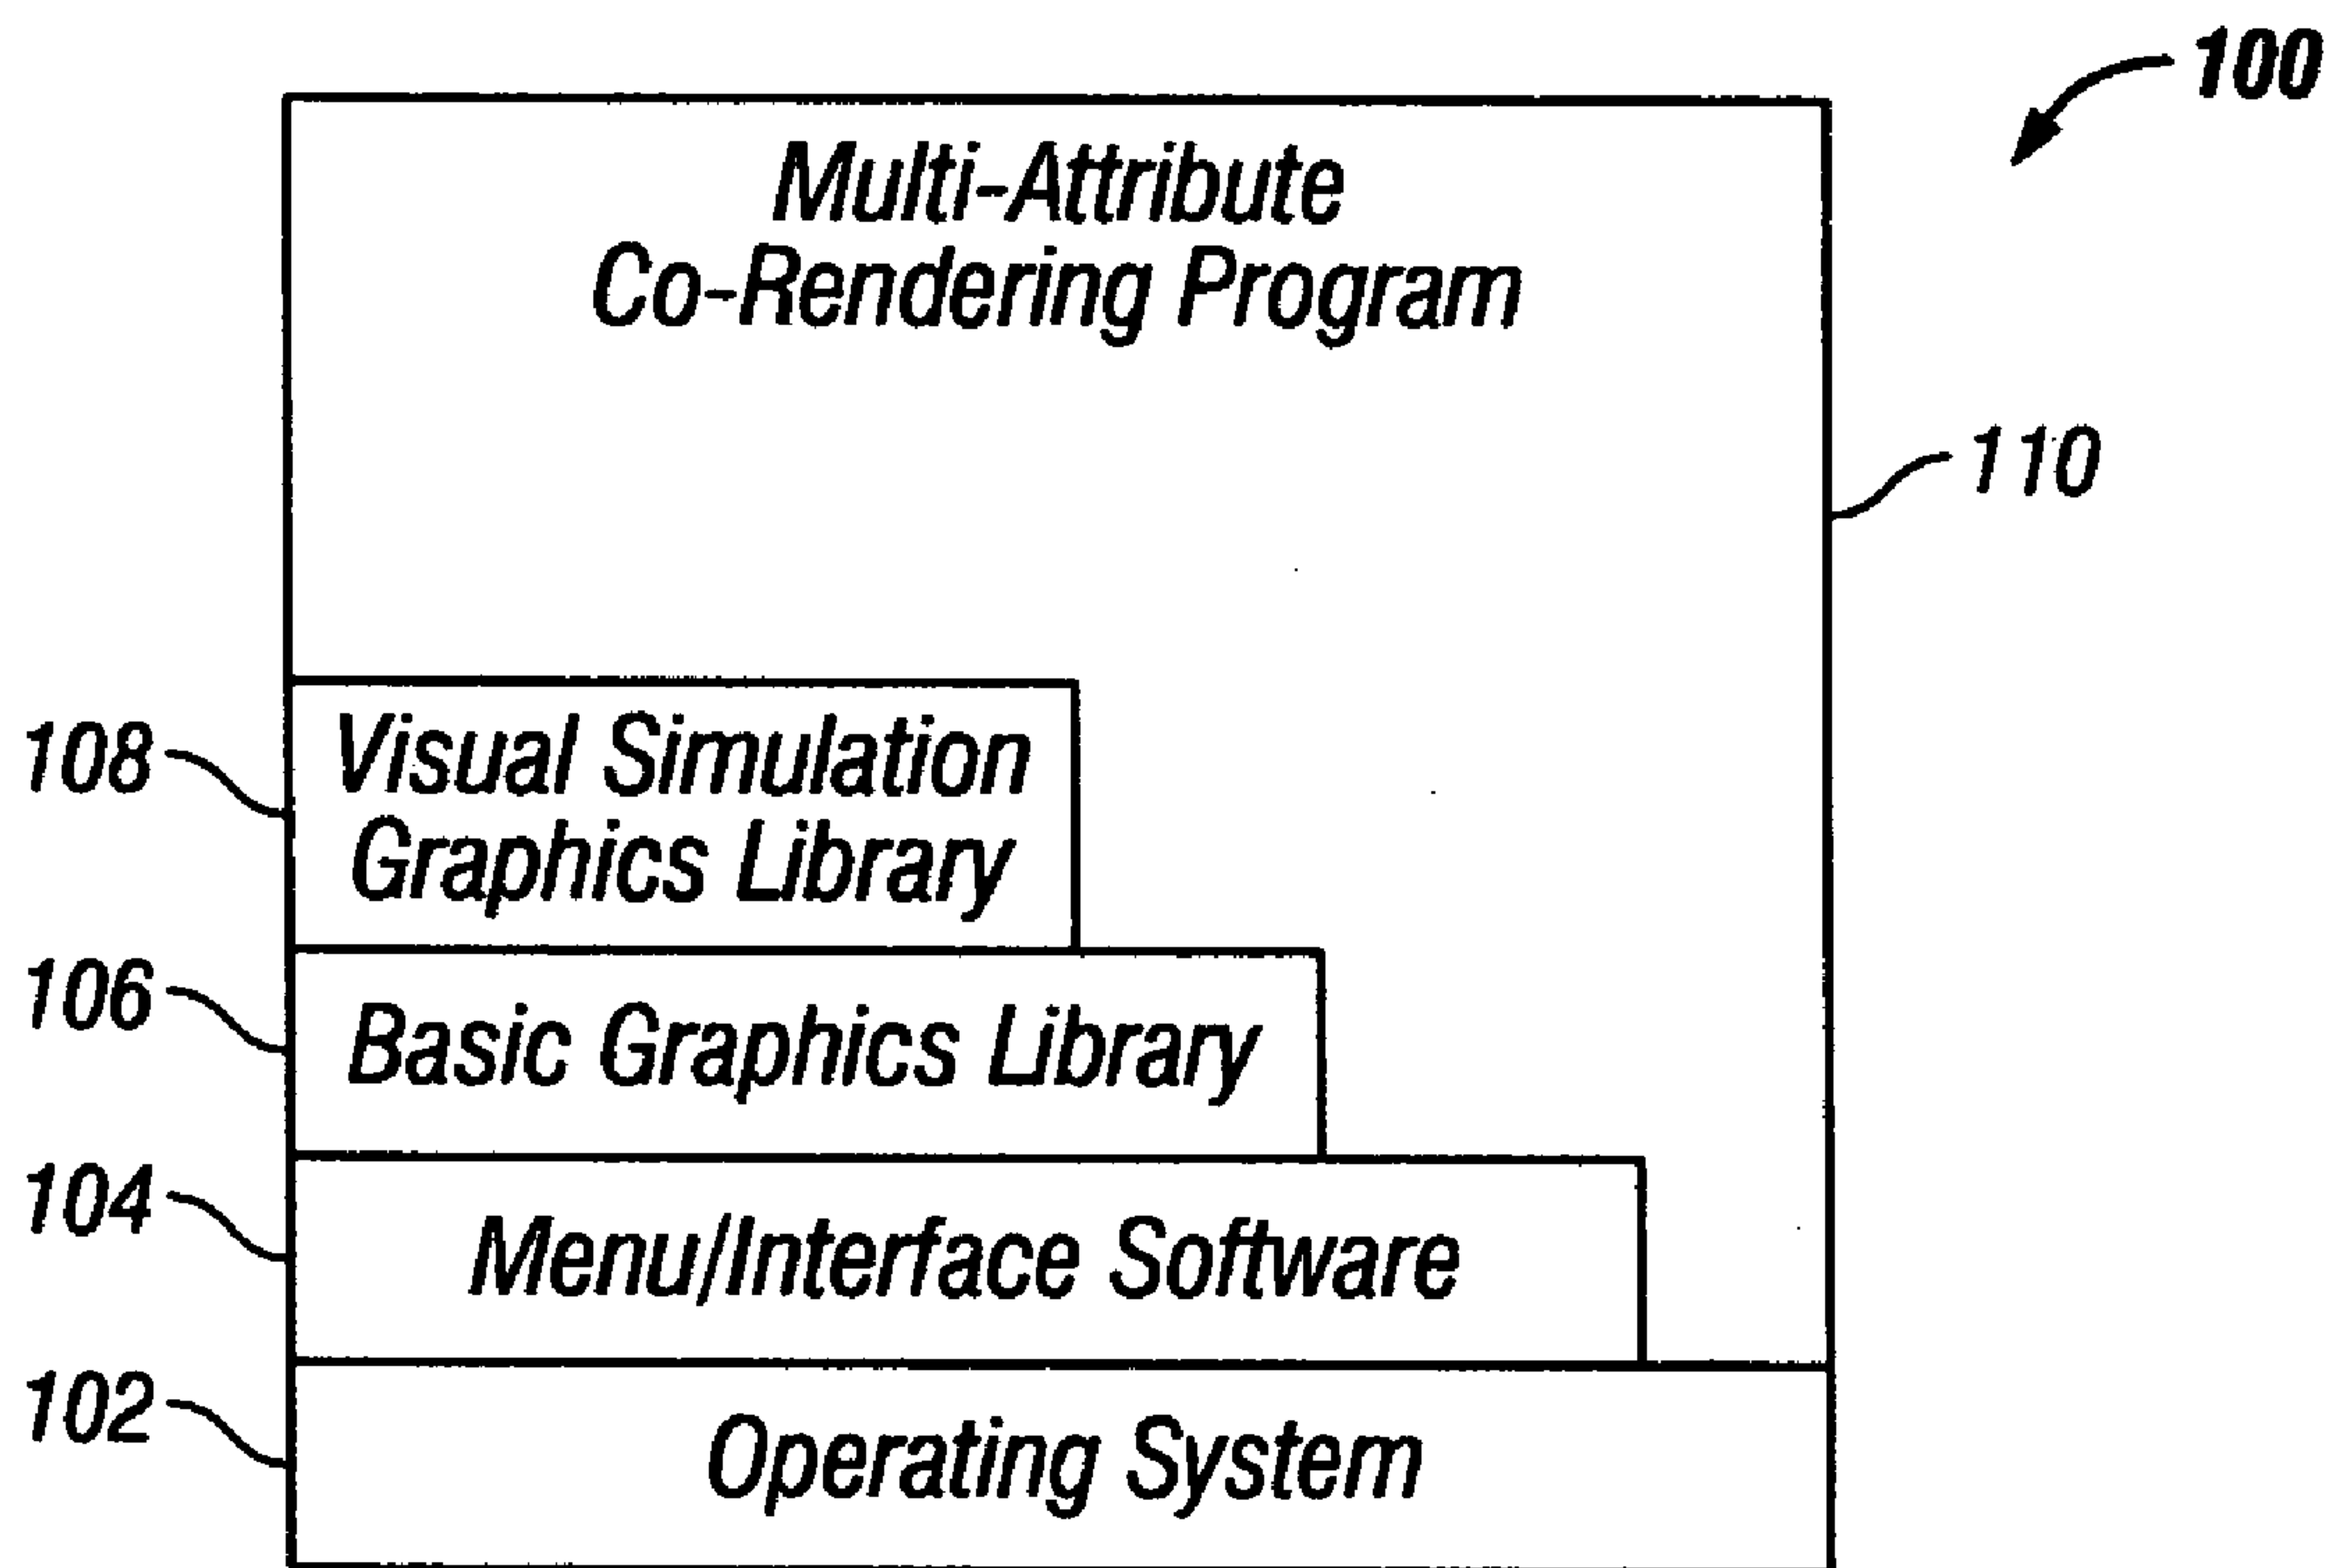 100
Multi-Attribute
Co-Rendering Program
110
108
Visual Simulation
Graphics Library
106
Basic Graphics Library
104
Menu/Interface Software
102
Operating System